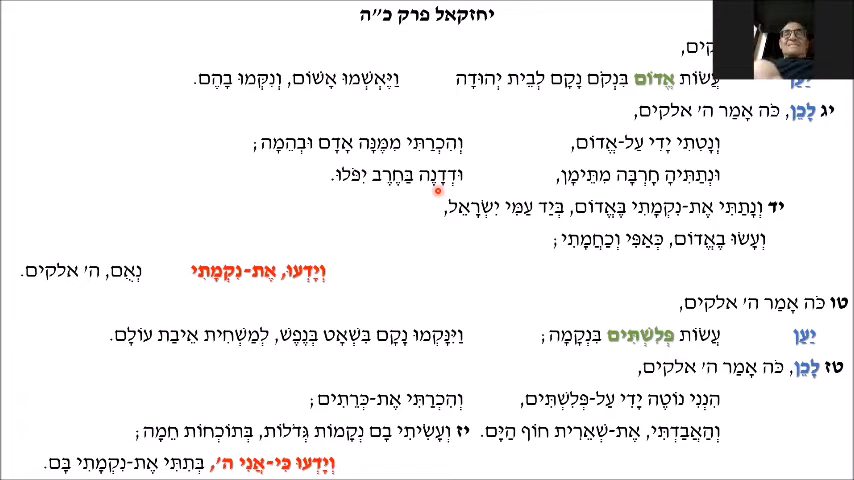 יחזקאל פרק כ"ה
קים,
יַעַן עֲשׂוֹת אֱדוֹם בִּנְקֹם נָקָם לְבֵית יְהוּדָה וַיֶּאְשְׁמוּ אָשׁוֹם, וְנִקְּמוּ בָהֶם.
יג לָכֵן, כֹּה אָמַר ה' אלקים,
וְנָטִתִי יָדִי עַל-אֱדוֹם, וְהִכְרַתִּי מִמֶּנָּה אָדָם וּבְהֵמָה;
וּנְתַתִּיהָ חָרְבָּה מִתֵּימָן, וּדְדָנֶה בַּחֶרֶב יִפֹּלוּ.
יד וְנָתַתִּי אֶת-נִקְמָתִי בֶּאֱדוֹם, בְּיַד עַמִּי יִשְׂרָאֵל,
וְעָשׂוּ בֶאֱדוֹם, כְּאַפִּי וְכַחֲמָתִי;
וְיָדְעוּ, אֶת-נִקְמָתִי נְאֻם, ה' אלקים.
טו כֹּה אָמַר ה' אלקים,
יַעַן עֲשׂוֹת פְּלִשְׁתִּים בִּנְקָמָה; וַיִּנָּקְמוּ נָקָם בִּשְׁאָט בְּנֶפֶשׁ, לְמַשְׁחִית אֵיבַת עוֹלָם.
טז לָכֵן, כֹּה אָמַר ה' אלקים,
הִנְנִי נוֹטֶה יָדִי עַל-פְּלִשְׁתִּים, וְהִכְרַתִּי אֶת-כְּרֵתִים;
וְהַאֲבַדְתִּי, אֶת-שְׁאֵרִית חוֹף הַיָּם. יז וְעָשִׂיתִי בָם נְקָמוֹת גְּדֹלוֹת, בְּתוֹכְחוֹת חֵמָה;
וְיָדְעוּ כִּי-אֲנִי ה', בְּתִתִּי אֶת-נִקְמָתִי בָּם.